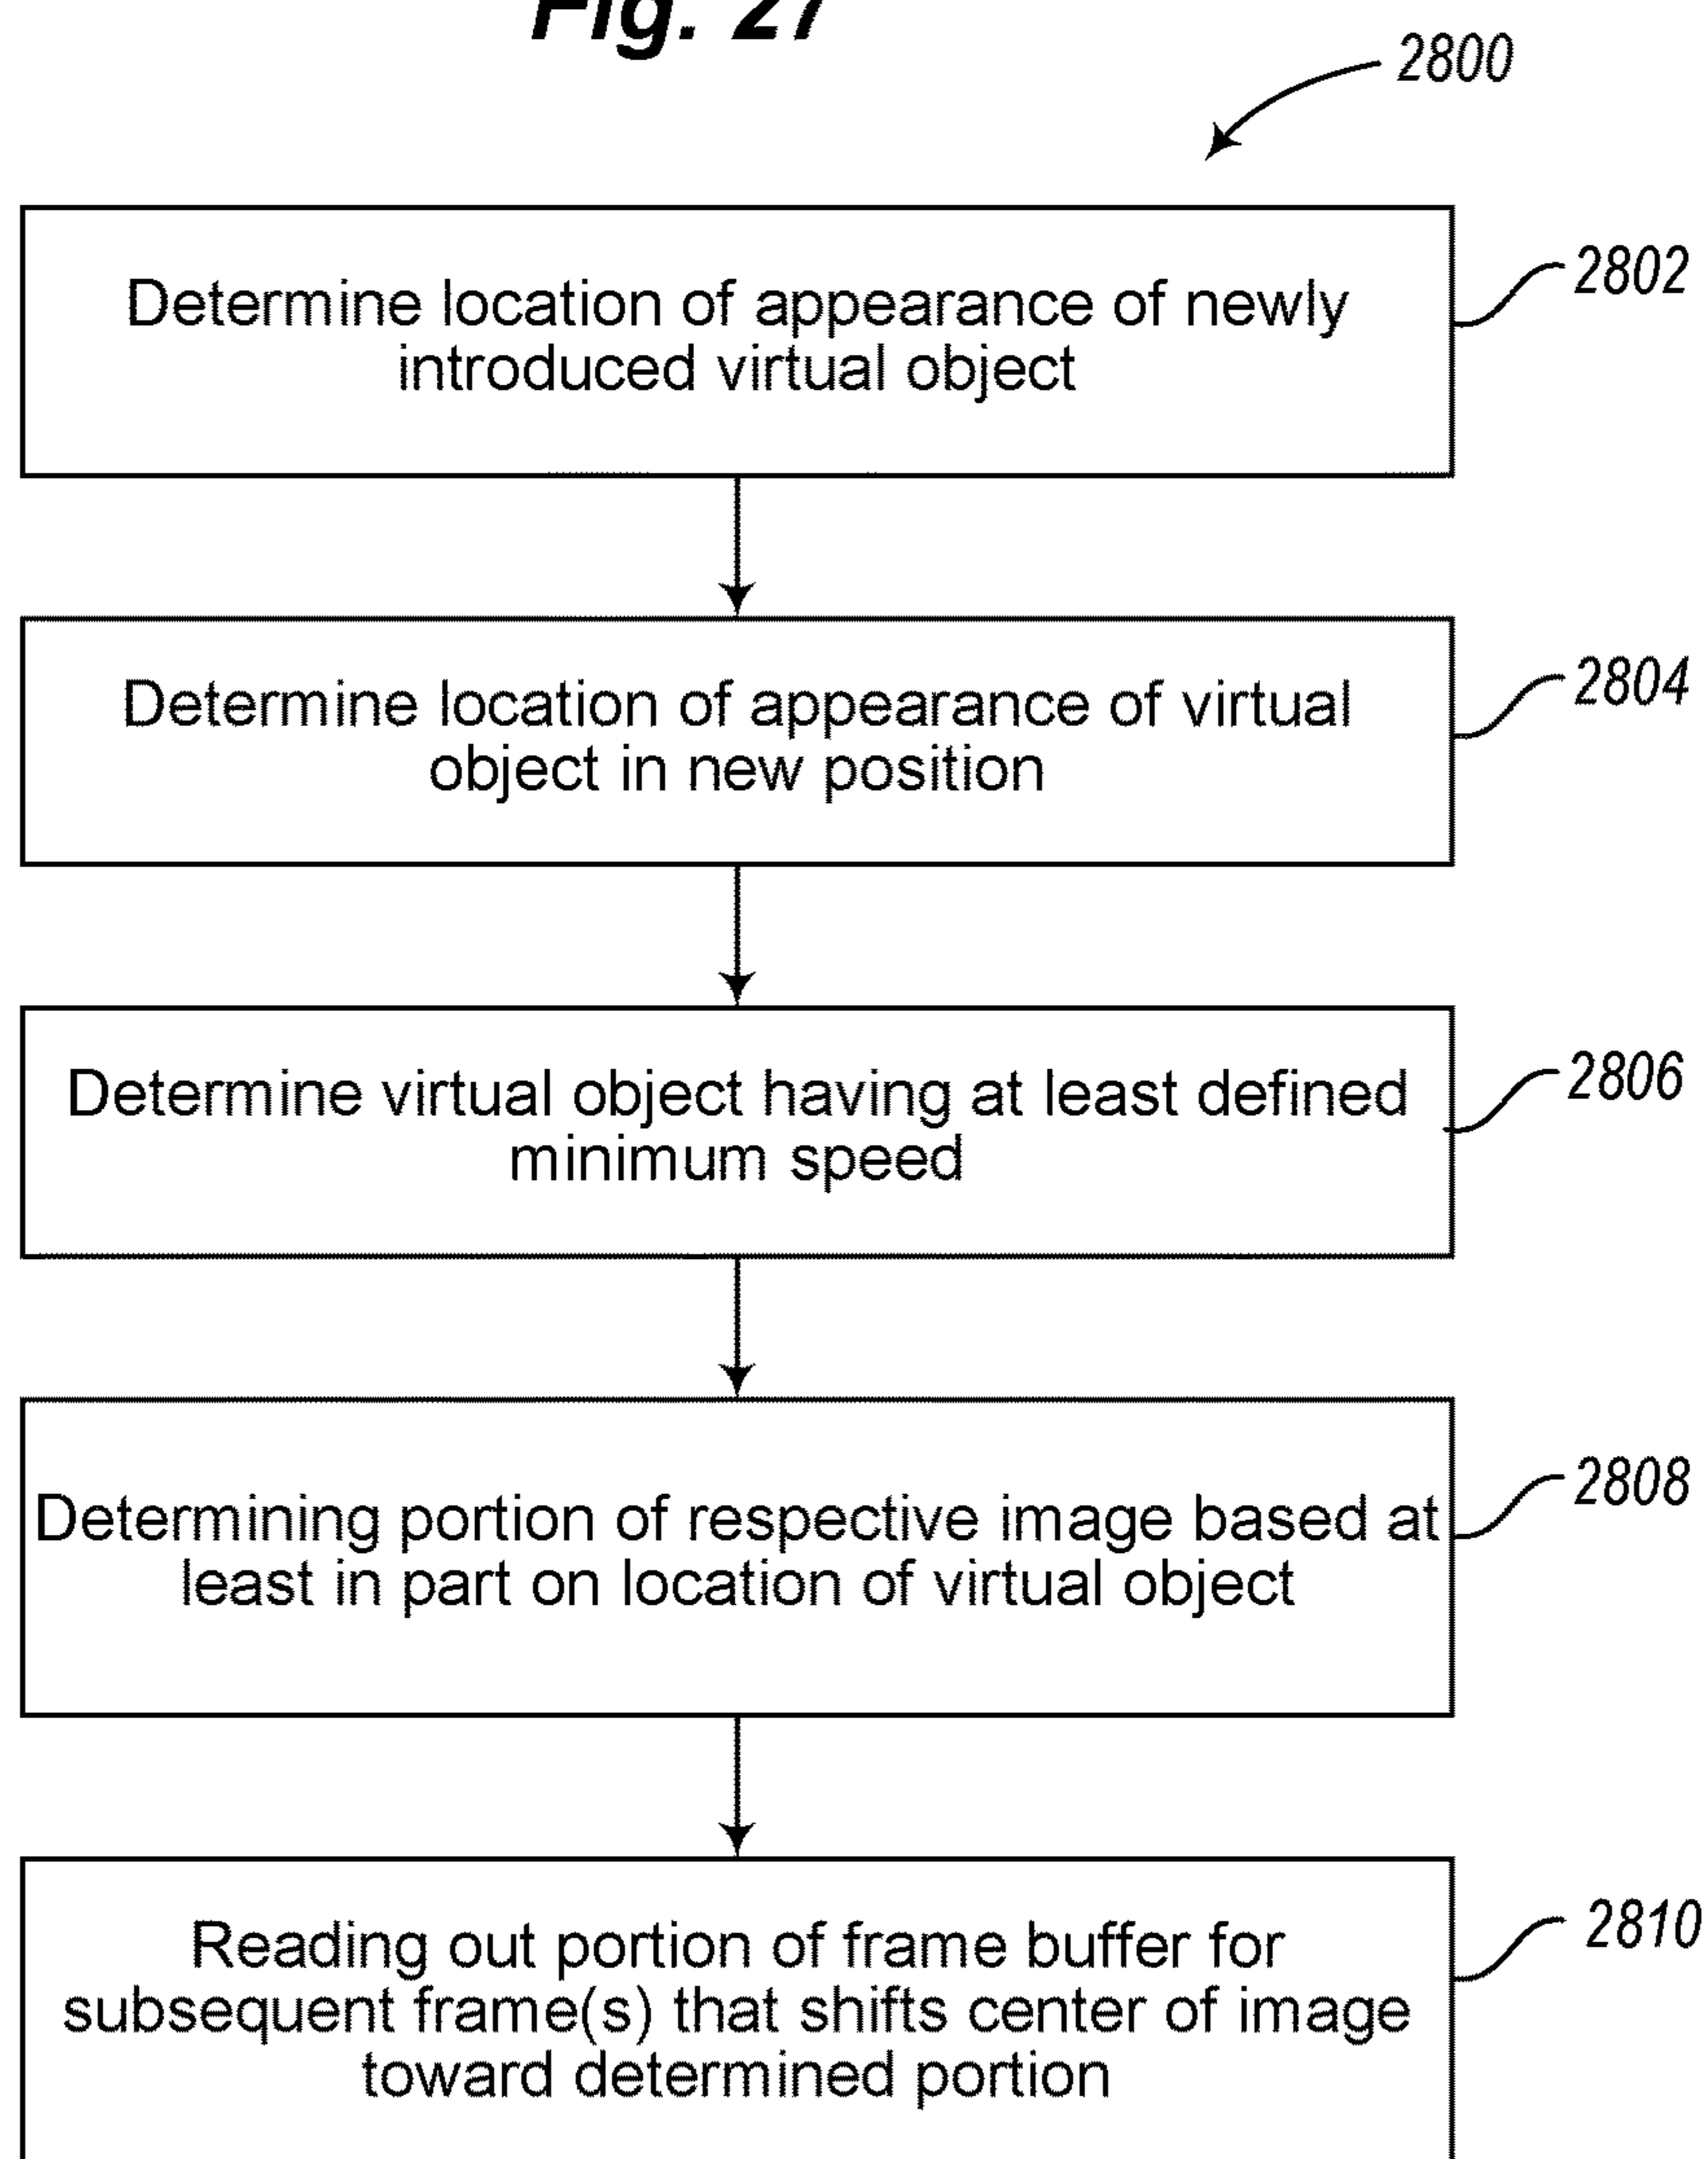 Fig. 27
2800
Determine location of appearance of newly
introduced virtual object
2802
Determine location of appearance of virtual
object in new position
2804
Determine virtual object having at least defined
minimum speed
2806
Determining portion of respective image based at
least in part on location of virtual object
2808
Reading out portion of frame buffer for
subsequent frame(s) that shifts center of image
toward determined portion
2810